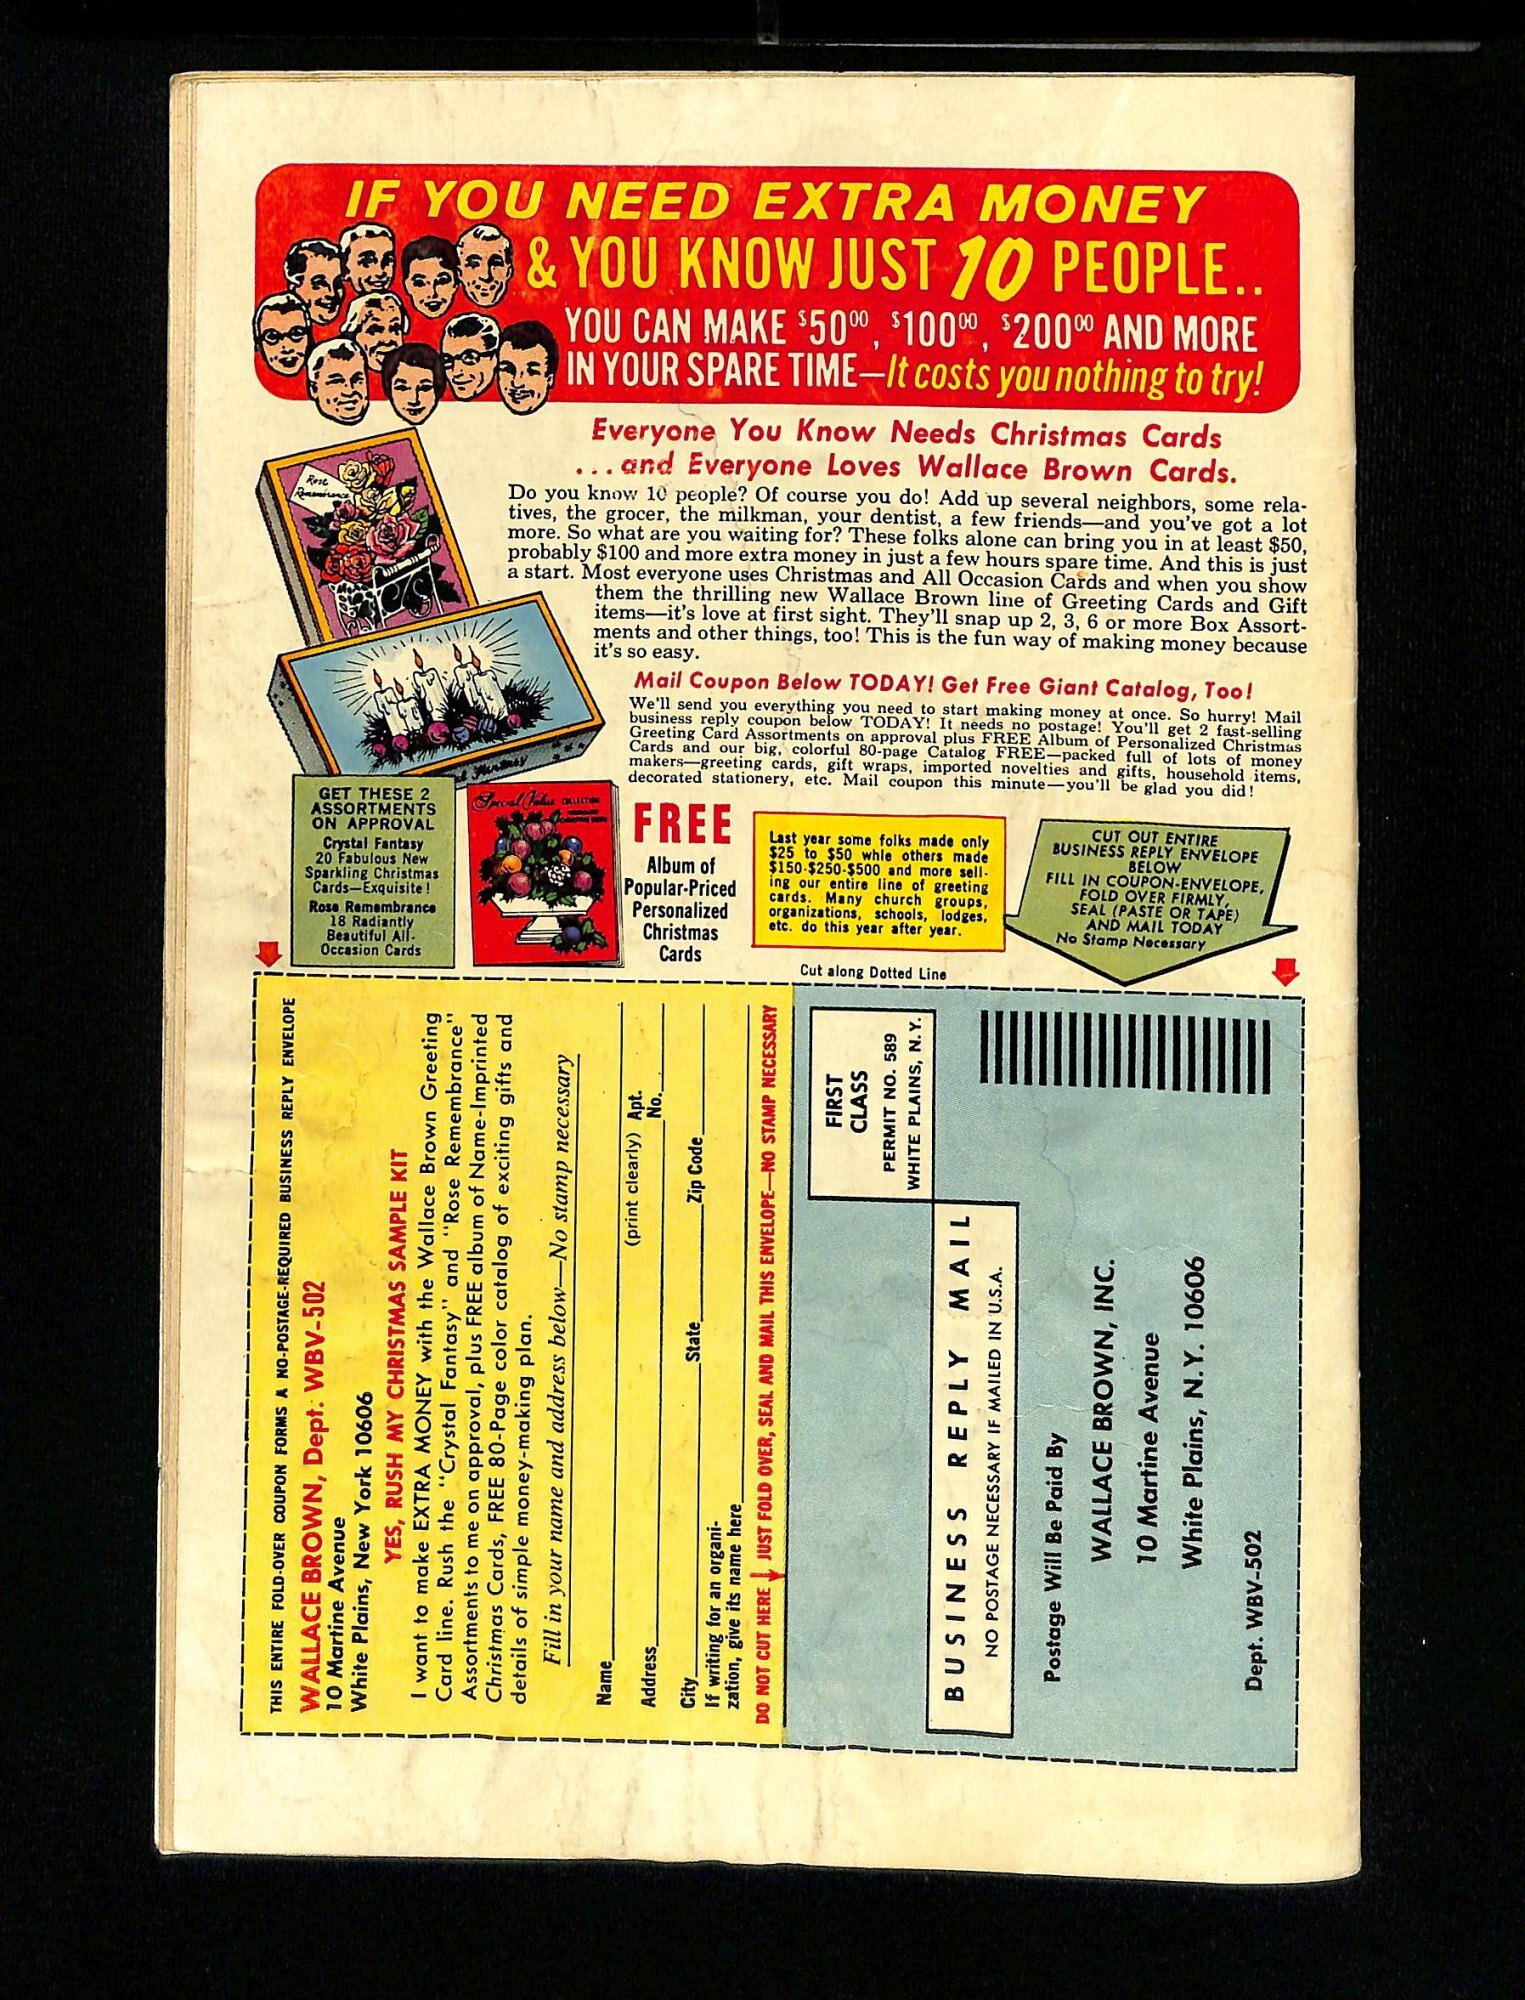 IF YOU NEED EXTRA MONEY
& YOU KNOW JUST 10 PEOPLE..
YOU CAN MAKE $50.00, $100.00, $200.00 AND MORE
IN YOUR SPARE TIME—It costs you nothing to try!
Everyone You Know Needs Christmas Cards
...and Everyone Loves Wallace Brown Cards.
Rose
Remembrance
Do you know 10 people? Of course you do! Add up several neighbors, some rela-
tives, the grocer, the milkman, your dentist, a few friends—and you've got a lot
more. So what are you waiting for? These folks alone can bring you in at least $50,
probably $100 and more extra money in just a few hours spare time. And this is just
a start. Most everyone uses Christmas and All Occasion Cards and when you show
them the thrilling new Wallace Brown line of Greeting Cards and Gift
items—it's love at first sight. They'll snap up 2, 3, 6 or more Box Assort-
ments and other things, too! This is the fun way of making money because
it's so easy.
Mail Coupon Below TODAY! Get Free Giant Catalog, Too!
We'll send you everything you need to start making money at once. So hurry! Mail
business reply coupon below TODAY! It needs no postage! You'll get 2 fast-selling
Greeting Card Assortments on approval plus FREE Album of Personalized Christmas
Cards and our big, colorful 80-page Catalog FREE—packed full of lots of money
makers—greeting cards, gift wraps, imported novelties and gifts, household items,
decorated stationery, etc. Mail coupon this minute—you'll be glad you did!
GET THESE 2
ASSORTMENTS
ON APPROVAL
Crystal Fantasy
20 Fabulous New
Sparkling Christmas
Cards—Exquisite!
Rose Remembrance
18 Radiantly
Beautiful All-
Occasion Cards
Special Value COLLECTION
FREE
Album of
Popular-Priced
Personalized
Christmas
Cards
Last year some folks made only
$25 to $50 while others made
$150-$250-$500 and more sell-
ing our entire line of greeting
cards. Many church groups,
organizations, schools, lodges,
etc. do this year after year.
CUT OUT ENTIRE
BUSINESS REPLY ENVELOPE
BELOW
FILL IN COUPON-ENVELOPE,
FOLD OVER FIRMLY,
SEAL (PASTE OR TAPE)
AND MAIL TODAY
No Stamp Necessary
Cut along Dotted Line
THIS ENTIRE FOLD-OVER COUPON FORMS A NO-POSTAGE-REQUIRED BUSINESS REPLY ENVELOPE
WALLACE BROWN, Dept. WBV-502
10 Martine Avenue
White Plains, New York 10606
YES, RUSH MY CHRISTMAS SAMPLE KIT
I want to make EXTRA MONEY with the Wallace Brown Greeting
Card line. Rush the "Crystal Fantasy" and "Rose Remembrance"
Assortments to me on approval, plus FREE album of Name-Imprinted
Christmas Cards, FREE 80-Page color catalog of exciting gifts and
details of simple money-making plan.
Fill in your name and address below—No stamp necessary
Name
(print clearly)
Address Apt. No.
City State Zip Code
If writing for an organi-
zation, give its name here
DO NOT CUT HERE JUST FOLD OVER, SEAL AND MAIL THIS ENVELOPE—NO STAMP NECESSARY
FIRST
CLASS
PERMIT NO. 589
WHITE PLAINS, N.Y.
BUSINESS REPLY MAIL
NO POSTAGE NECESSARY IF MAILED IN U.S.A.
Postage Will Be Paid By
WALLACE BROWN, INC.
10 Martine Avenue
White Plains, N.Y. 10606
Dept. WBV-502